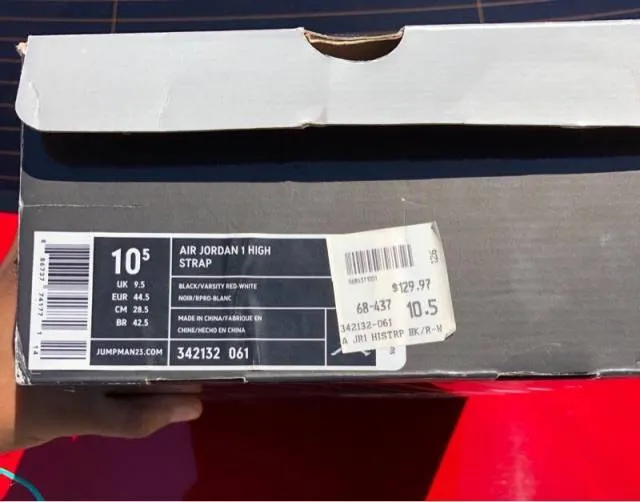 10⁵
UK 9.5
EUR 44.5
CM 28.5
BR 42.5
JUMPMAN23.COM
AIR JORDAN 1 HIGH
STRAP
BLACK/VARSITY RED-WHITE
NOIR/RPRO-BLANC
MADE IN CHINA/FABRIQUE EN
CHINE/HECHO EN CHINA
342132 061
126
$129.97
68-437 10.5
342132-061
A JR1 HISTRP BK/R-W